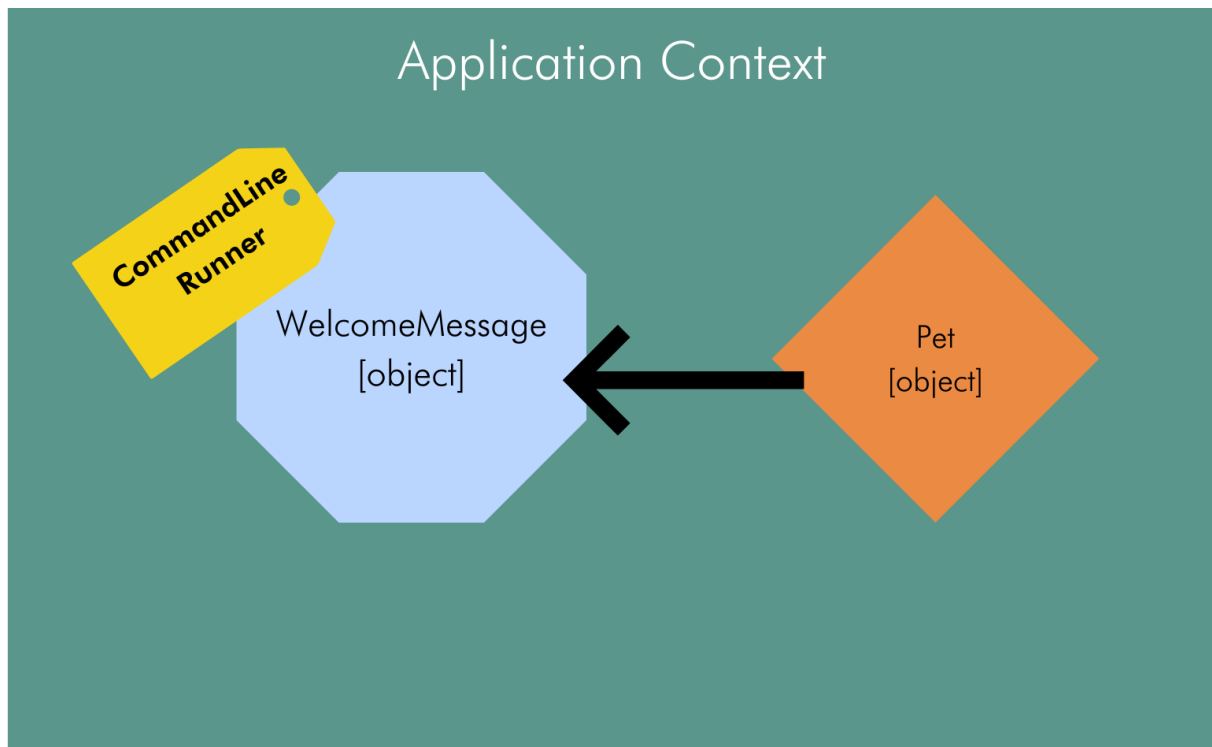 Application Context
CommandLine
Runner
WelcomeMessage
[object]
Pet
[object]